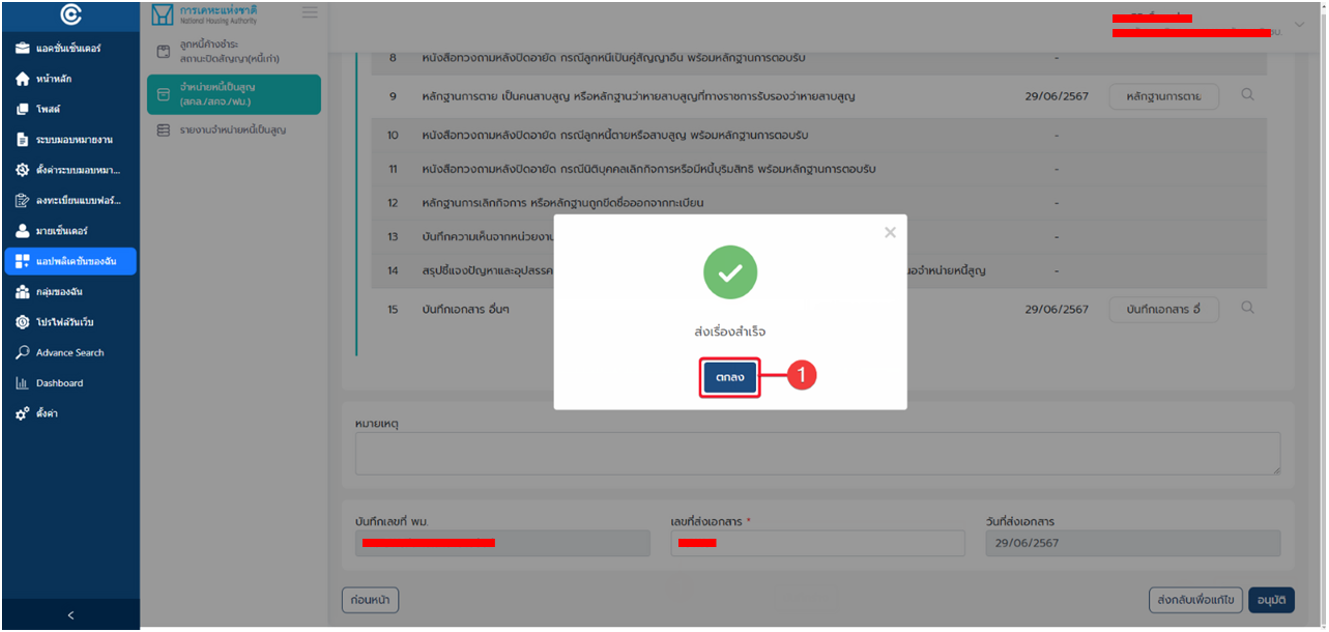 แอคชั่นเซ็นเตอร์
หน้าหลัก
โพสต์
ระบบมอบหมายงาน
ตั้งค่าระบบมอบหมา...
ลงทะเบียนแบบฟอร์...
มายเซ็นเตอร์
แอปพลิเคชันของฉัน
กลุ่มของฉัน
โปรไฟล์วันเว็บ
Advance Search
Dashboard
ตั้งค่า
<
การเคหะแห่งชาติ
National Housing Authority
ลูกหนี้ค้างชำระ
สถานะปิดสัญญา(หนี้เก่า)
จำหน่ายหนี้เป็นสูญ
(สกล./สกจ./พม.)
รายงานจำหน่ายหนี้เป็นสูญ
8 หนังสือทวงถามหลังปิดอายัด กรณีลูกหนี้เป็นคู่สัญญาอื่น พร้อมหลักฐานการตอบรับ -
9 หลักฐานการตาย เป็นคนสาบสูญ หรือหลักฐานว่าหายสาบสูญที่ทางราชการรับรองว่าหายสาบสูญ 29/06/2567 หลักฐานการตาย
10 หนังสือทวงถามหลังปิดอายัด กรณีลูกหนี้ตายหรือสาบสูญ พร้อมหลักฐานการตอบรับ -
11 หนังสือทวงถามหลังปิดอายัด กรณีนิติบุคคลเลิกกิจการหรือมีหนี้บุริมสิทธิ พร้อมหลักฐานการตอบรับ -
12 หลักฐานการเลิกกิจการ หรือหลักฐานถูกขีดชื่อออกจากทะเบียน -
13 บันทึกความเห็นจากหน่วยงาน -
14 สรุปชี้แจงปัญหาและอุปสรรค นอจำหน่ายหนี้สูญ -
15 บันทึกเอกสาร อื่นๆ 29/06/2567 บันทึกเอกสาร อื่
ส่งเรื่องสำเร็จ
ตกลง 1
หมายเหตุ
บันทึกเลขที่ พม. เลขที่ส่งเอกสาร * วันที่ส่งเอกสาร
29/06/2567
ก่อนหน้า ส่งกลับเพื่อแก้ไข อนุมัติ